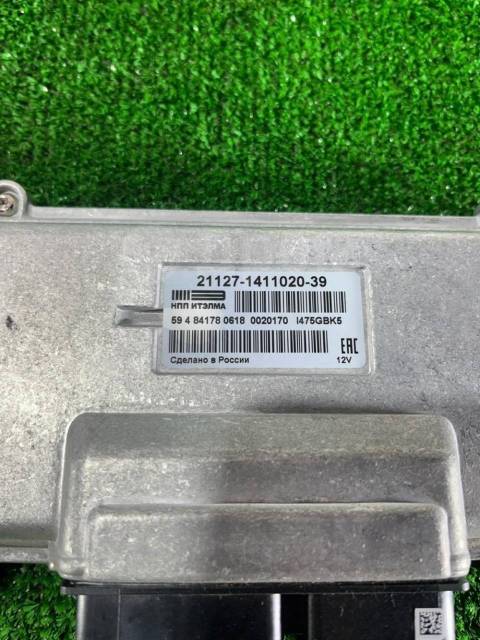 21127-1411020-39
НПП ИТЭЛМА
59 4 84178 0618 0020170 I475GBK5
EAC
Сделано в России 12V